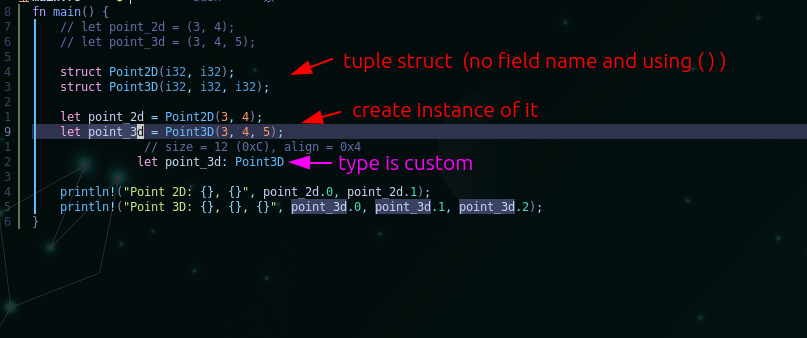 8 fn main() {
7 // let point_2d = (3, 4);
6 // let point_3d = (3, 4, 5);
5
4 struct Point2D(i32, i32); tuple struct (no field name and using ( ) )
3 struct Point3D(i32, i32, i32);
2
1 let point_2d = Point2D(3, 4); create instance of it
9 let point_3d = Point3D(3, 4, 5);
1 // size = 12 (0xC), align = 0x4
2 let point_3d: Point3D type is custom
3
4 println!("Point 2D: {}, {}", point_2d.0, point_2d.1);
5 println!("Point 3D: {}, {}, {}", point_3d.0, point_3d.1, point_3d.2);
6 }